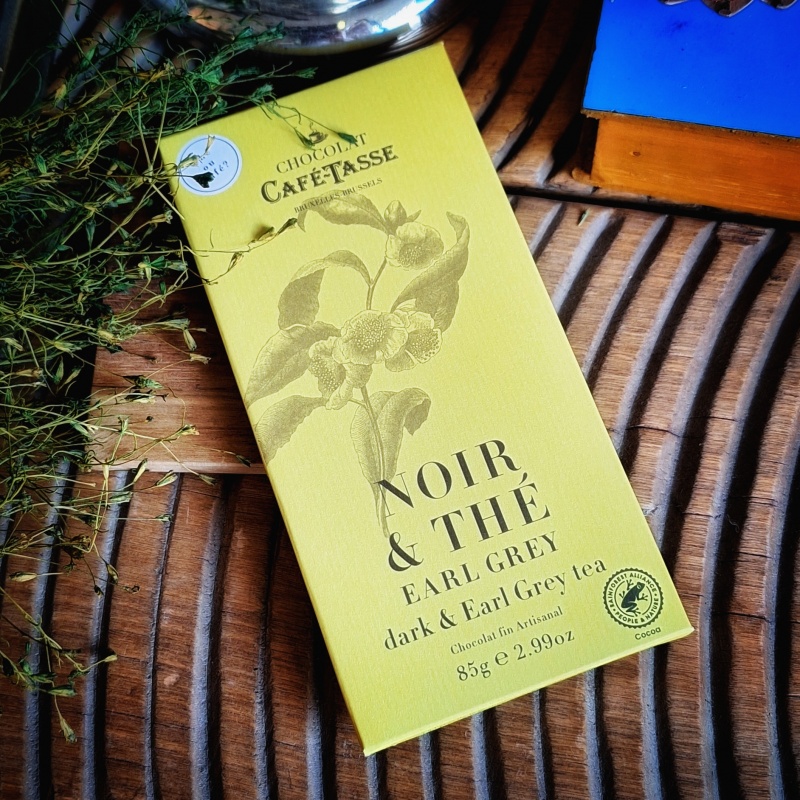 CHOCOLAT
CAFÉ-TASSE
BRUXELLES-BRUSSELS
NOIR
& THÉ
EARL GREY
dark & Earl Grey tea
Chocolat fin Artisanal
85g e 2.99oz
RAINFOREST ALLIANCE
PEOPLE & NATURE
Cocoa